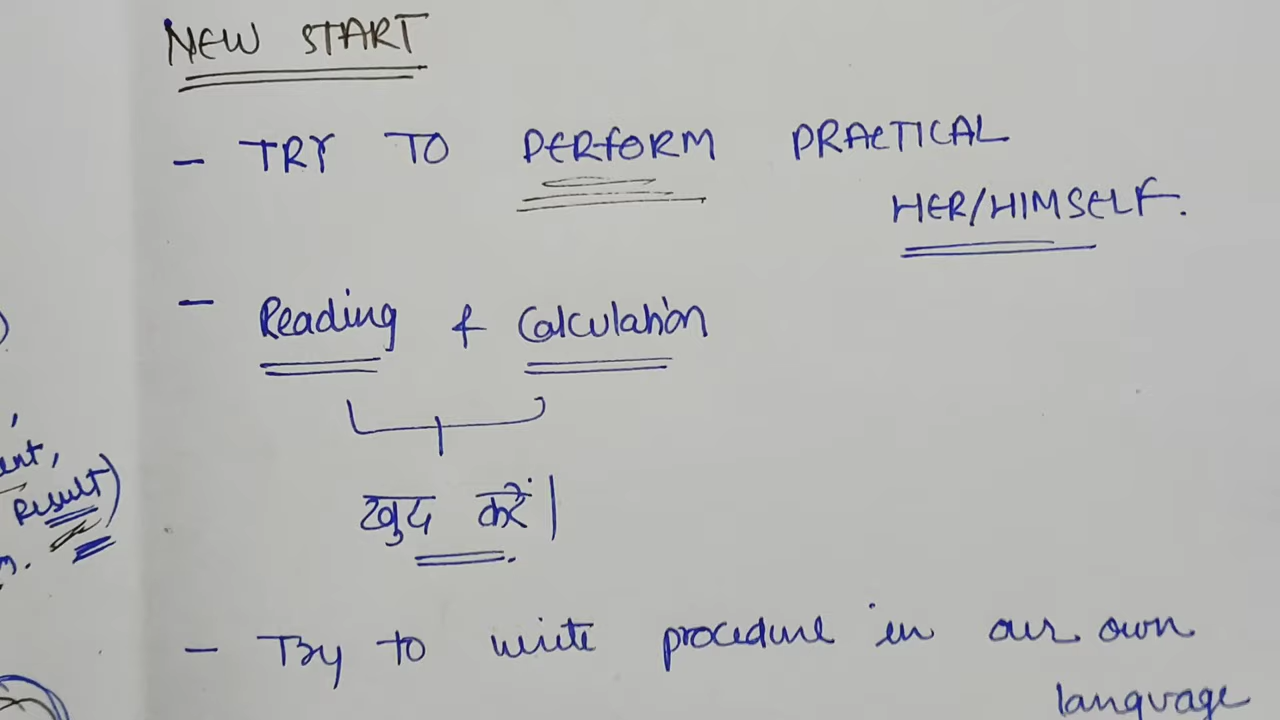 NEW START
- TRY TO PERFORM PRACTICAL
HER/HIMSELF.
- Reading & Calculation
खुद करें|
- Try to write procedure in our own
language
Result)